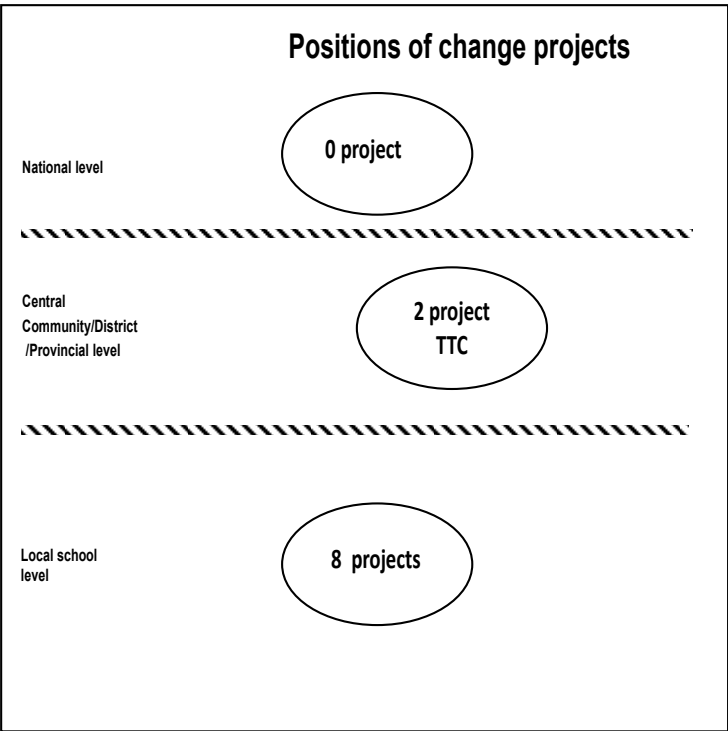 Positions of change projects
0 project
National level
Central
Community/District
/Provincial level
2 project
TTC
Local school
level
8 projects